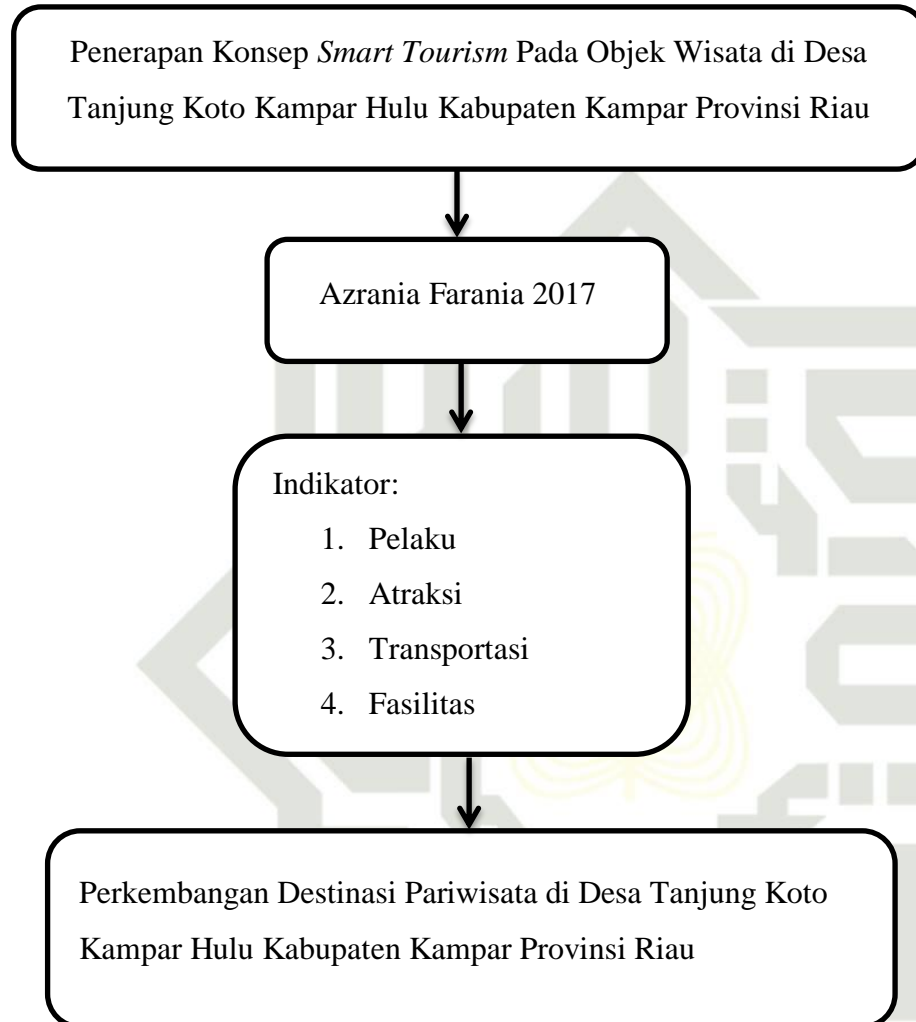 Penerapan Konsep Smart Tourism Pada Objek Wisata di Desa
Tanjung Koto Kampar Hulu Kabupaten Kampar Provinsi Riau
Azrania Farania 2017
Indikator:
1. Pelaku
2. Atraksi
3. Transportasi
4. Fasilitas
Perkembangan Destinasi Pariwisata di Desa Tanjung Koto
Kampar Hulu Kabupaten Kampar Provinsi Riau